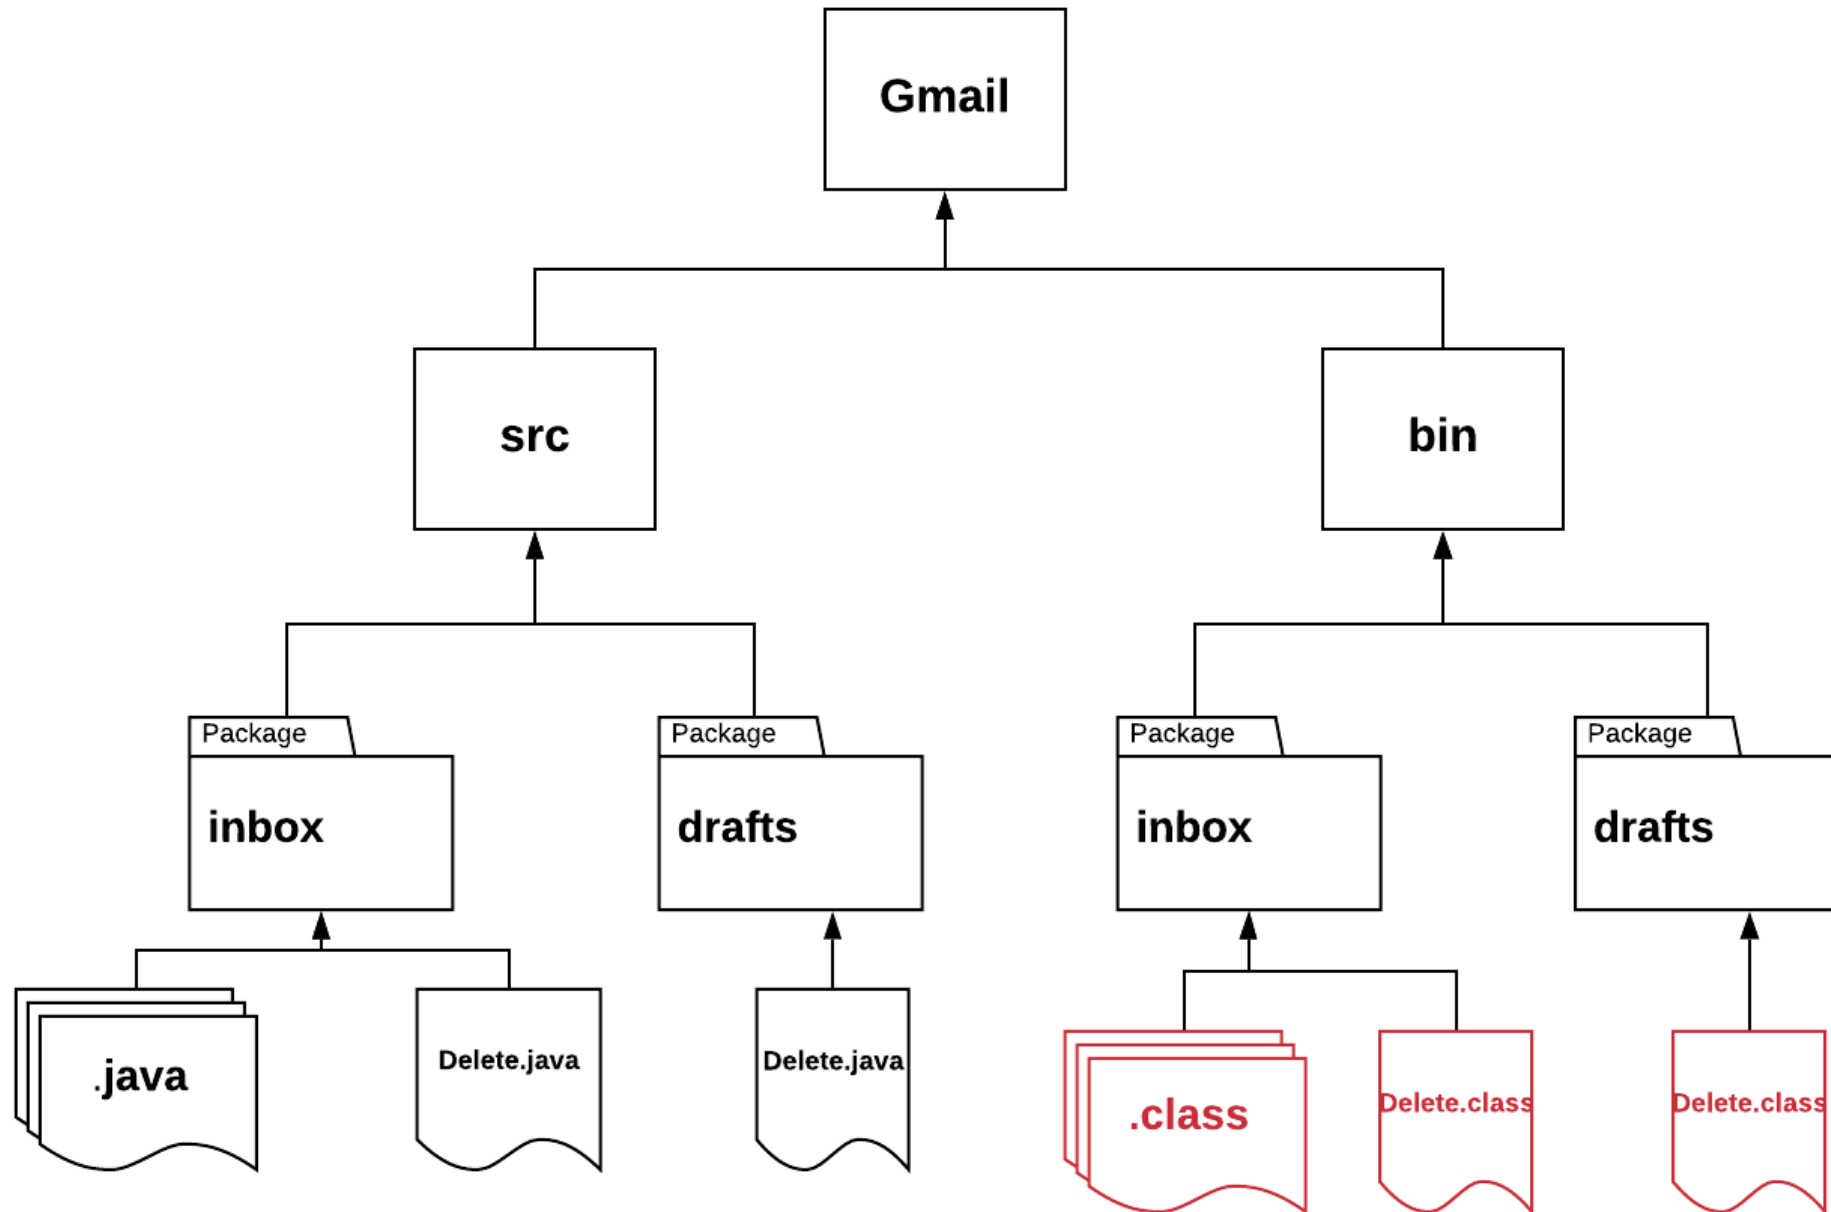 Gmail
src
bin
Package
inbox
Package
drafts
Package
inbox
Package
drafts
.java
Delete.java
Delete.java
.class
Delete.class
Delete.class